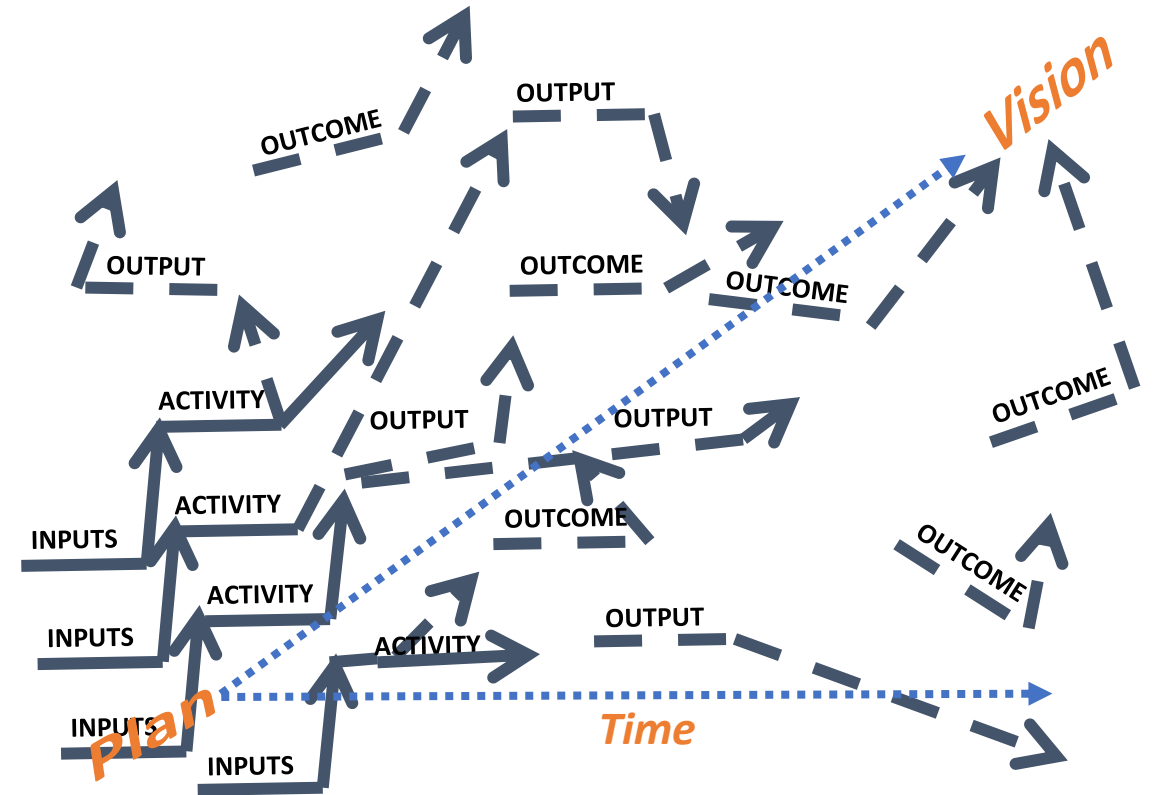 Vision
OUTPUT
OUTCOME
OUTPUT
OUTCOME
OUTCOME
ACTIVITY
OUTPUT
OUTPUT
OUTCOME
ACTIVITY
OUTCOME
INPUTS
OUTCOME
ACTIVITY
OUTPUT
INPUTS
ACTIVITY
INPUTS
Plan
Time
INPUTS